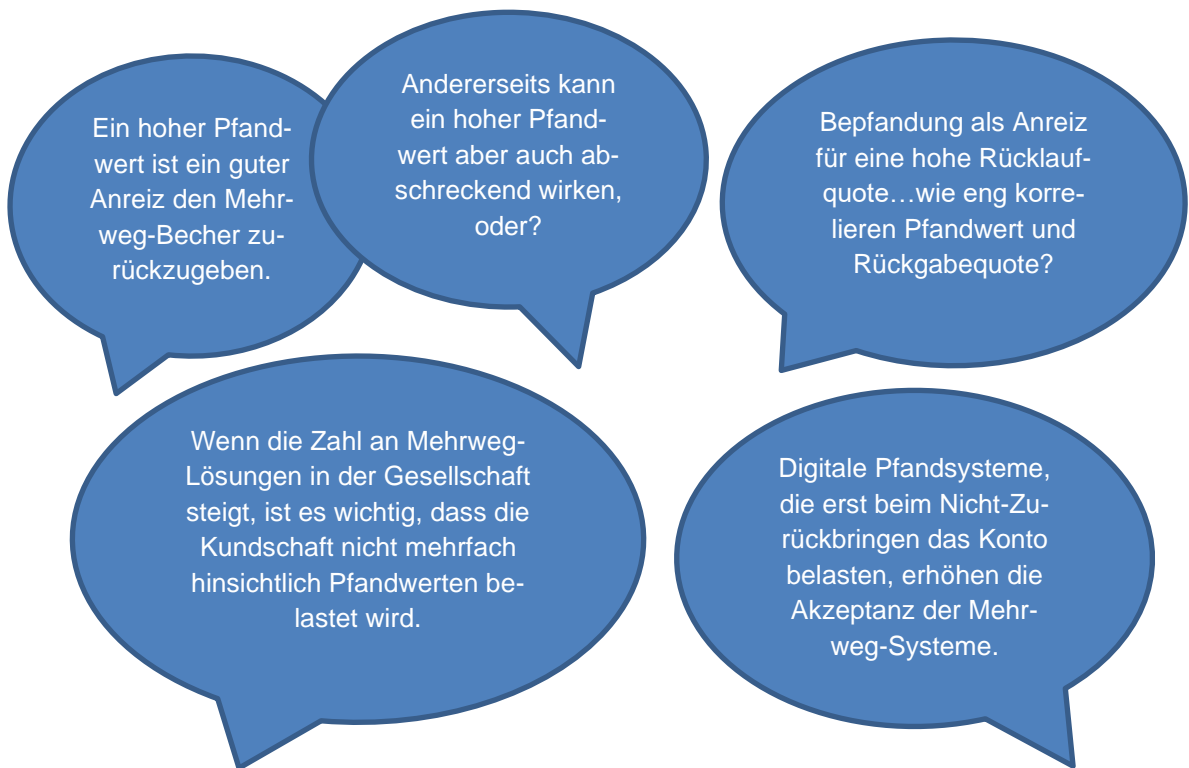 Ein hoher Pfand-
wert ist ein guter
Anreiz den Mehr-
weg-Becher zu-
rückzugeben.
Andererseits kann
ein hoher Pfand-
wert aber auch ab-
schreckend wirken,
oder?
Bepfandung als Anreiz
für eine hohe Rücklauf-
quote…wie eng korre-
lieren Pfandwert und
Rückgabequote?
Wenn die Zahl an Mehrweg-
Lösungen in der Gesellschaft
steigt, ist es wichtig, dass die
Kundschaft nicht mehrfach
hinsichtlich Pfandwerten be-
lastet wird.
Digitale Pfandsysteme,
die erst beim Nicht-Zu-
rückbringen das Konto
belasten, erhöhen die
Akzeptanz der Mehr-
weg-Systeme.